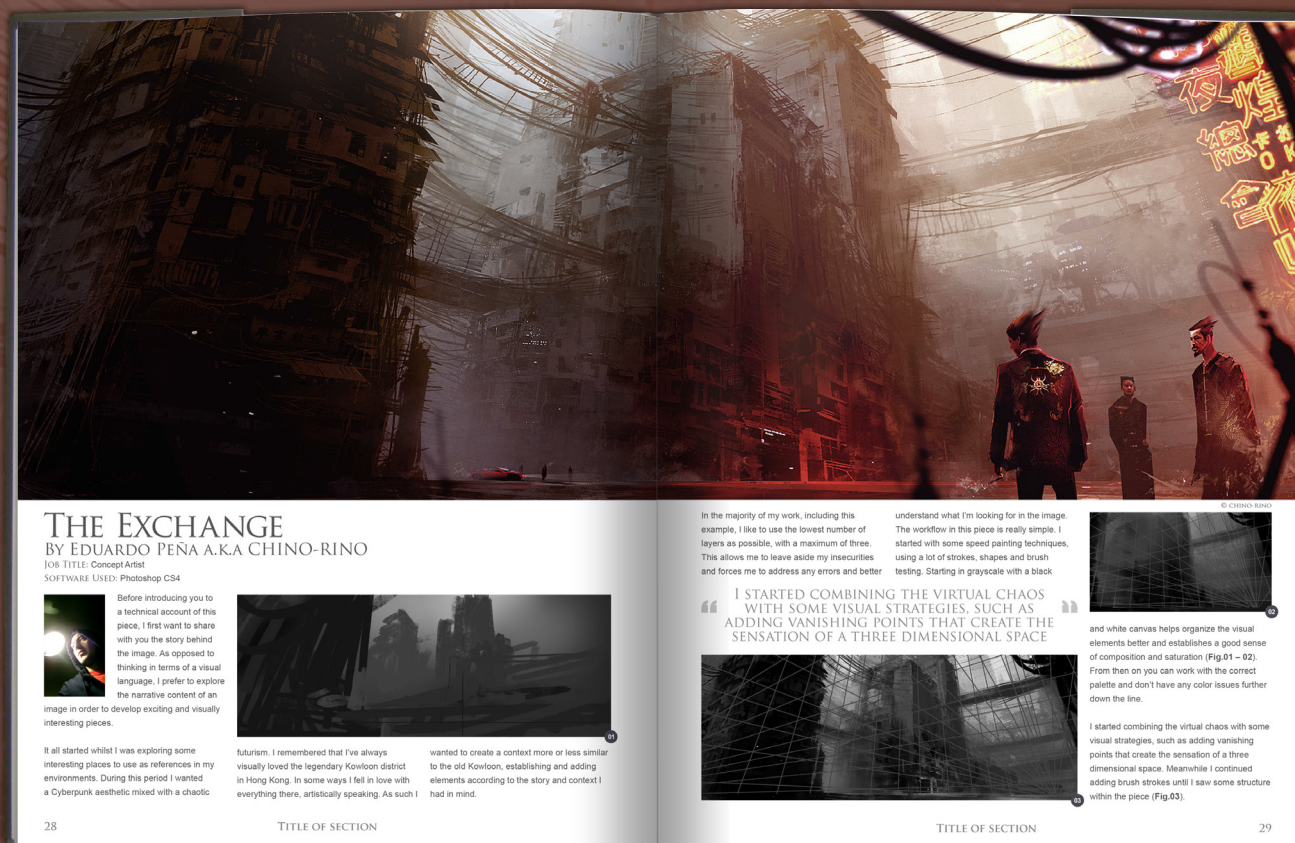 夜
總
會
卡拉
O K
© CHINO-RINO
THE EXCHANGE
BY EDUARDO PEÑA A.K.A CHINO-RINO
JOB TITLE: Concept Artist
SOFTWARE USED: Photoshop CS4
Before introducing you to
a technical account of this
piece, I first want to share
with you the story behind
the image. As opposed to
thinking in terms of a visual
language, I prefer to explore
the narrative content of an
image in order to develop exciting and visually
interesting pieces.
It all started whilst I was exploring some
interesting places to use as references in my
environments. During this period I wanted
a Cyberpunk aesthetic mixed with a chaotic
01
futurism. I remembered that I've always
visually loved the legendary Kowloon district
in Hong Kong. In some ways I fell in love with
everything there, artistically speaking. As such I
wanted to create a context more or less similar
to the old Kowloon, establishing and adding
elements according to the story and context I
had in mind.
28
TITLE OF SECTION
In the majority of my work, including this
example, I like to use the lowest number of
layers as possible, with a maximum of three.
This allows me to leave aside my insecurities
and forces me to address any errors and better
understand what I'm looking for in the image.
The workflow in this piece is really simple. I
started with some speed painting techniques,
using a lot of strokes, shapes and brush
testing. Starting in grayscale with a black
02
“ I STARTED COMBINING THE VIRTUAL CHAOS ”
WITH SOME VISUAL STRATEGIES, SUCH AS
ADDING VANISHING POINTS THAT CREATE THE
SENSATION OF A THREE DIMENSIONAL SPACE
03
and white canvas helps organize the visual
elements better and establishes a good sense
of composition and saturation (Fig.01 – 02).
From then on you can work with the correct
palette and don't have any color issues further
down the line.
I started combining the virtual chaos with some
visual strategies, such as adding vanishing
points that create the sensation of a three
dimensional space. Meanwhile I continued
adding brush strokes until I saw some structure
within the piece (Fig.03).
TITLE OF SECTION
29